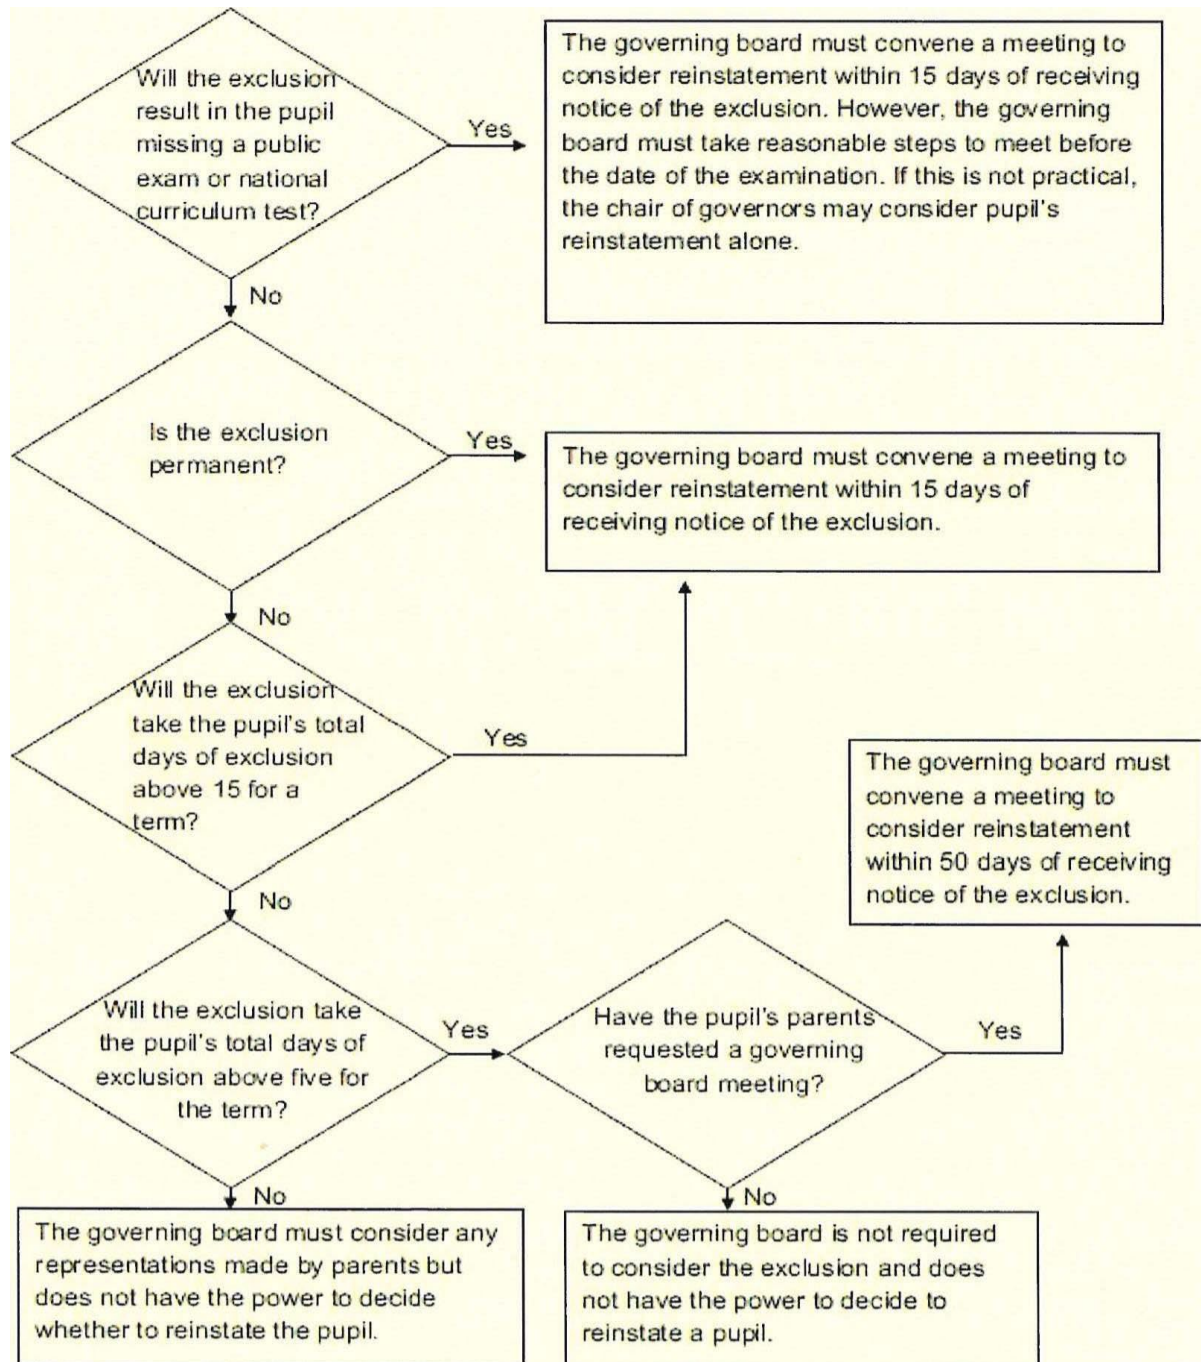 Will the exclusion
result in the pupil
missing a public
exam or national
curriculum test?
Yes
The governing board must convene a meeting to
consider reinstatement within 15 days of receiving
notice of the exclusion. However, the governing
board must take reasonable steps to meet before
the date of the examination. If this is not practical,
the chair of governors may consider pupil's
reinstatement alone.
No
Is the exclusion
permanent?
Yes
The governing board must convene a meeting to
consider reinstatement within 15 days of
receiving notice of the exclusion.
No
Will the exclusion
take the pupil's total
days of exclusion
above 15 for a
term?
Yes
The governing board must
convene a meeting to
consider reinstatement
within 50 days of receiving
notice of the exclusion.
No
Will the exclusion take
the pupil's total days of
exclusion above five for
the term?
Yes
Have the pupil's parents
requested a governing
board meeting?
Yes
No
The governing board must consider any
representations made by parents but
does not have the power to decide
whether to reinstate the pupil.
No
The governing board is not required
to consider the exclusion and does
not have the power to decide to
reinstate a pupil.